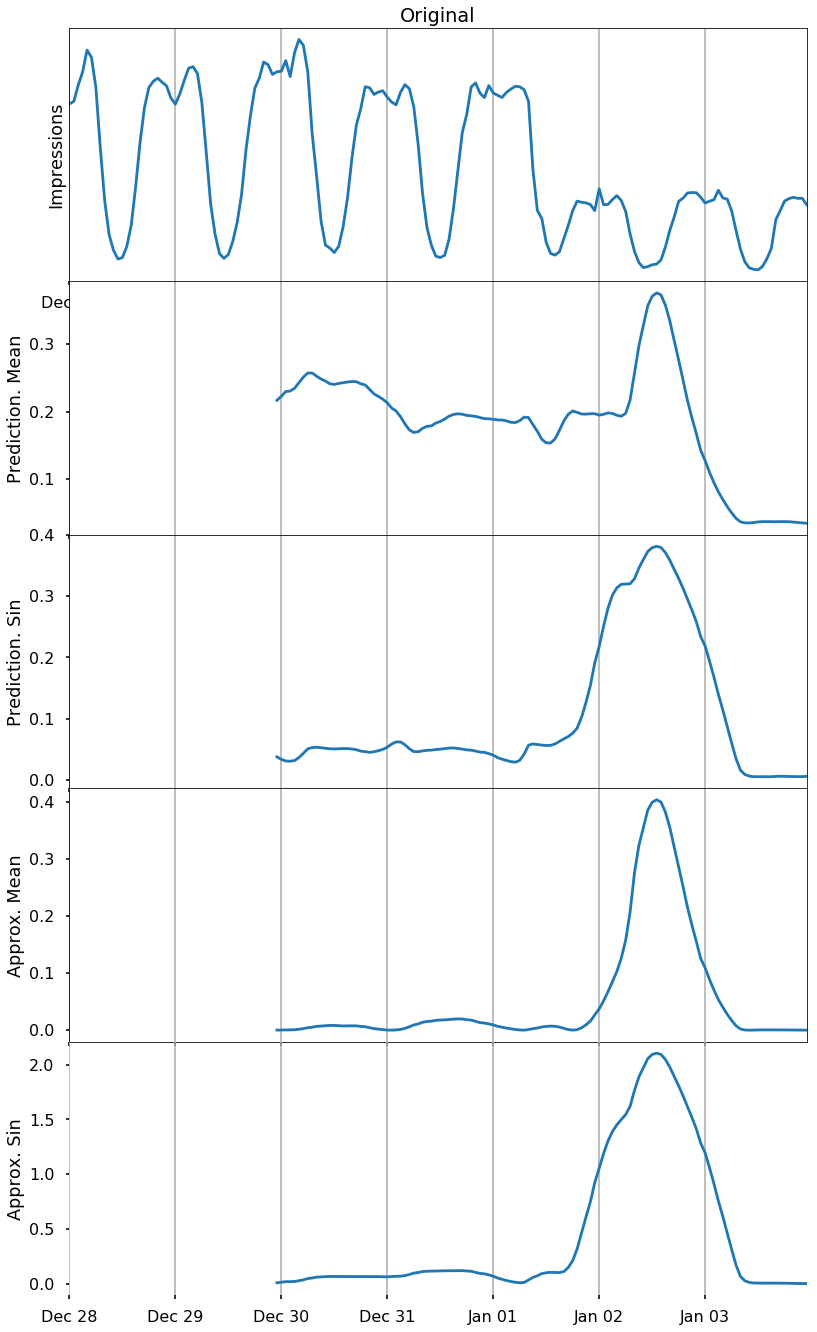 Original
Impressions
Dec
Prediction. Mean
0.3
0.2
0.1
Prediction. Sin
0.4
0.3
0.2
0.1
0.0
Approx. Mean
0.4
0.3
0.2
0.1
0.0
Approx. Sin
2.0
1.5
1.0
0.5
0.0
Dec 28 Dec 29 Dec 30 Dec 31 Jan 01 Jan 02 Jan 03